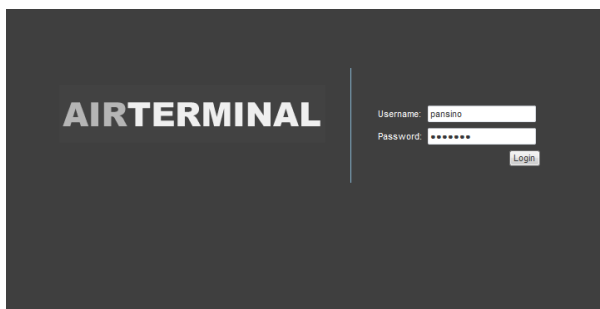 AIRTERMINAL
Username: pansino
Password: •••••••
Login